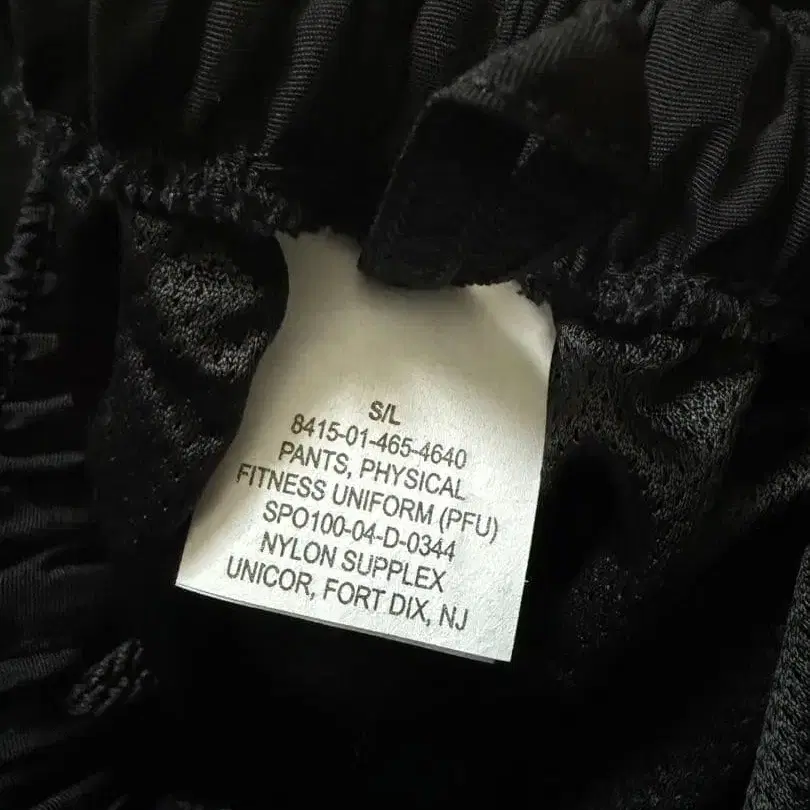 S/L
8415-01-465-4640
PANTS, PHYSICAL
FITNESS UNIFORM (PFU)
SPO100-04-D-0344
NYLON SUPPLEX
UNICOR, FORT DIX, NJ